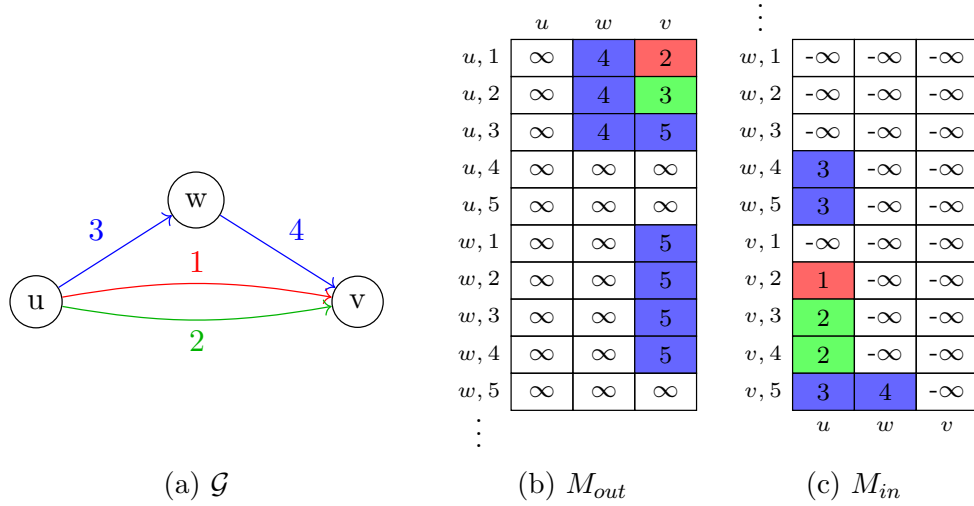 w
u
v
3
4
1
2
(a) 𝒢
u w v
u, 1 ∞ 4 2
u, 2 ∞ 4 3
u, 3 ∞ 4 5
u, 4 ∞ ∞ ∞
u, 5 ∞ ∞ ∞
w, 1 ∞ ∞ 5
w, 2 ∞ ∞ 5
w, 3 ∞ ∞ 5
w, 4 ∞ ∞ 5
w, 5 ∞ ∞ ∞
⋮
(b) M_out
⋮
w, 1 -∞ -∞ -∞
w, 2 -∞ -∞ -∞
w, 3 -∞ -∞ -∞
w, 4 3 -∞ -∞
w, 5 3 -∞ -∞
v, 1 -∞ -∞ -∞
v, 2 1 -∞ -∞
v, 3 2 -∞ -∞
v, 4 2 -∞ -∞
v, 5 3 4 -∞
u w v
(c) M_in